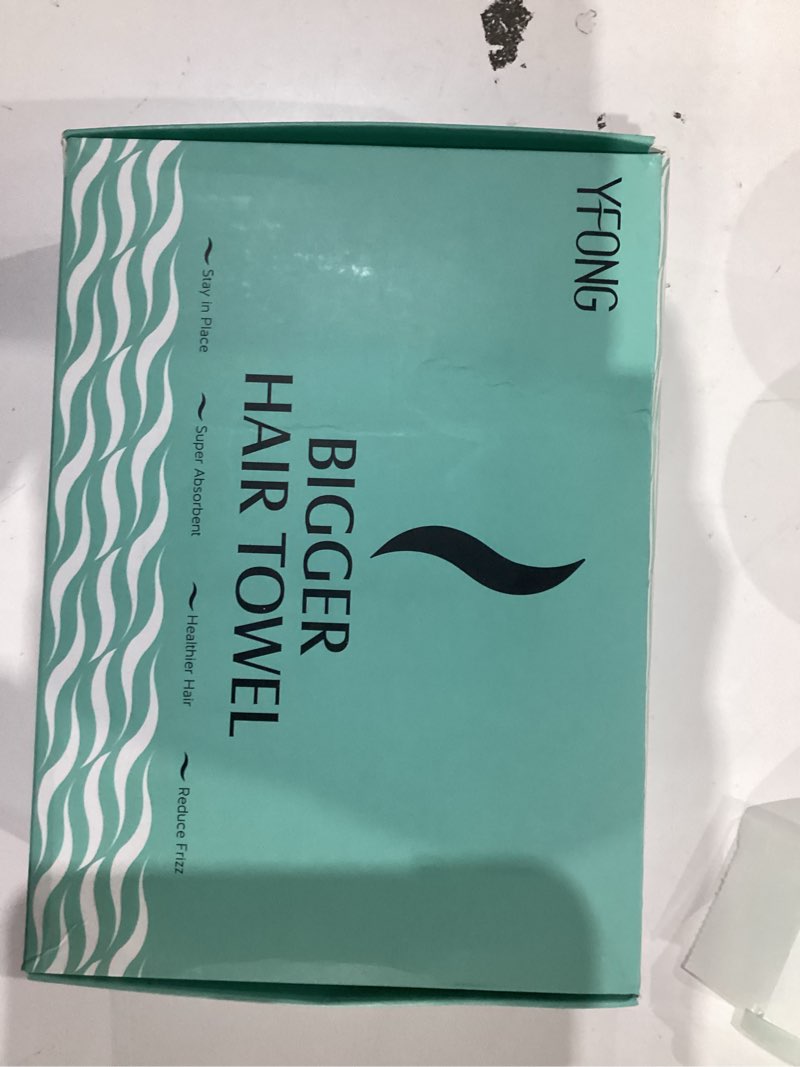 YFONG
BIGGER
HAIR TOWEL
Stay in Place
Super Absorbent
Healthier Hair
Reduce Frizz